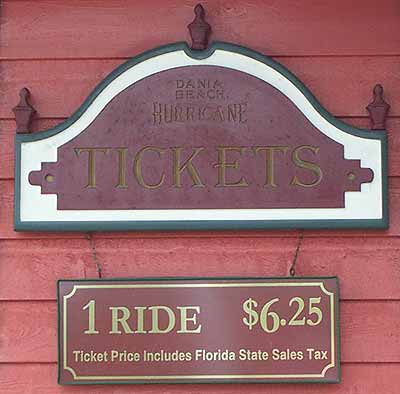 DANIA
BEACH
HURRICANE
TICKETS
1 RIDE $6.25
Ticket Price Includes Florida State Sales Tax